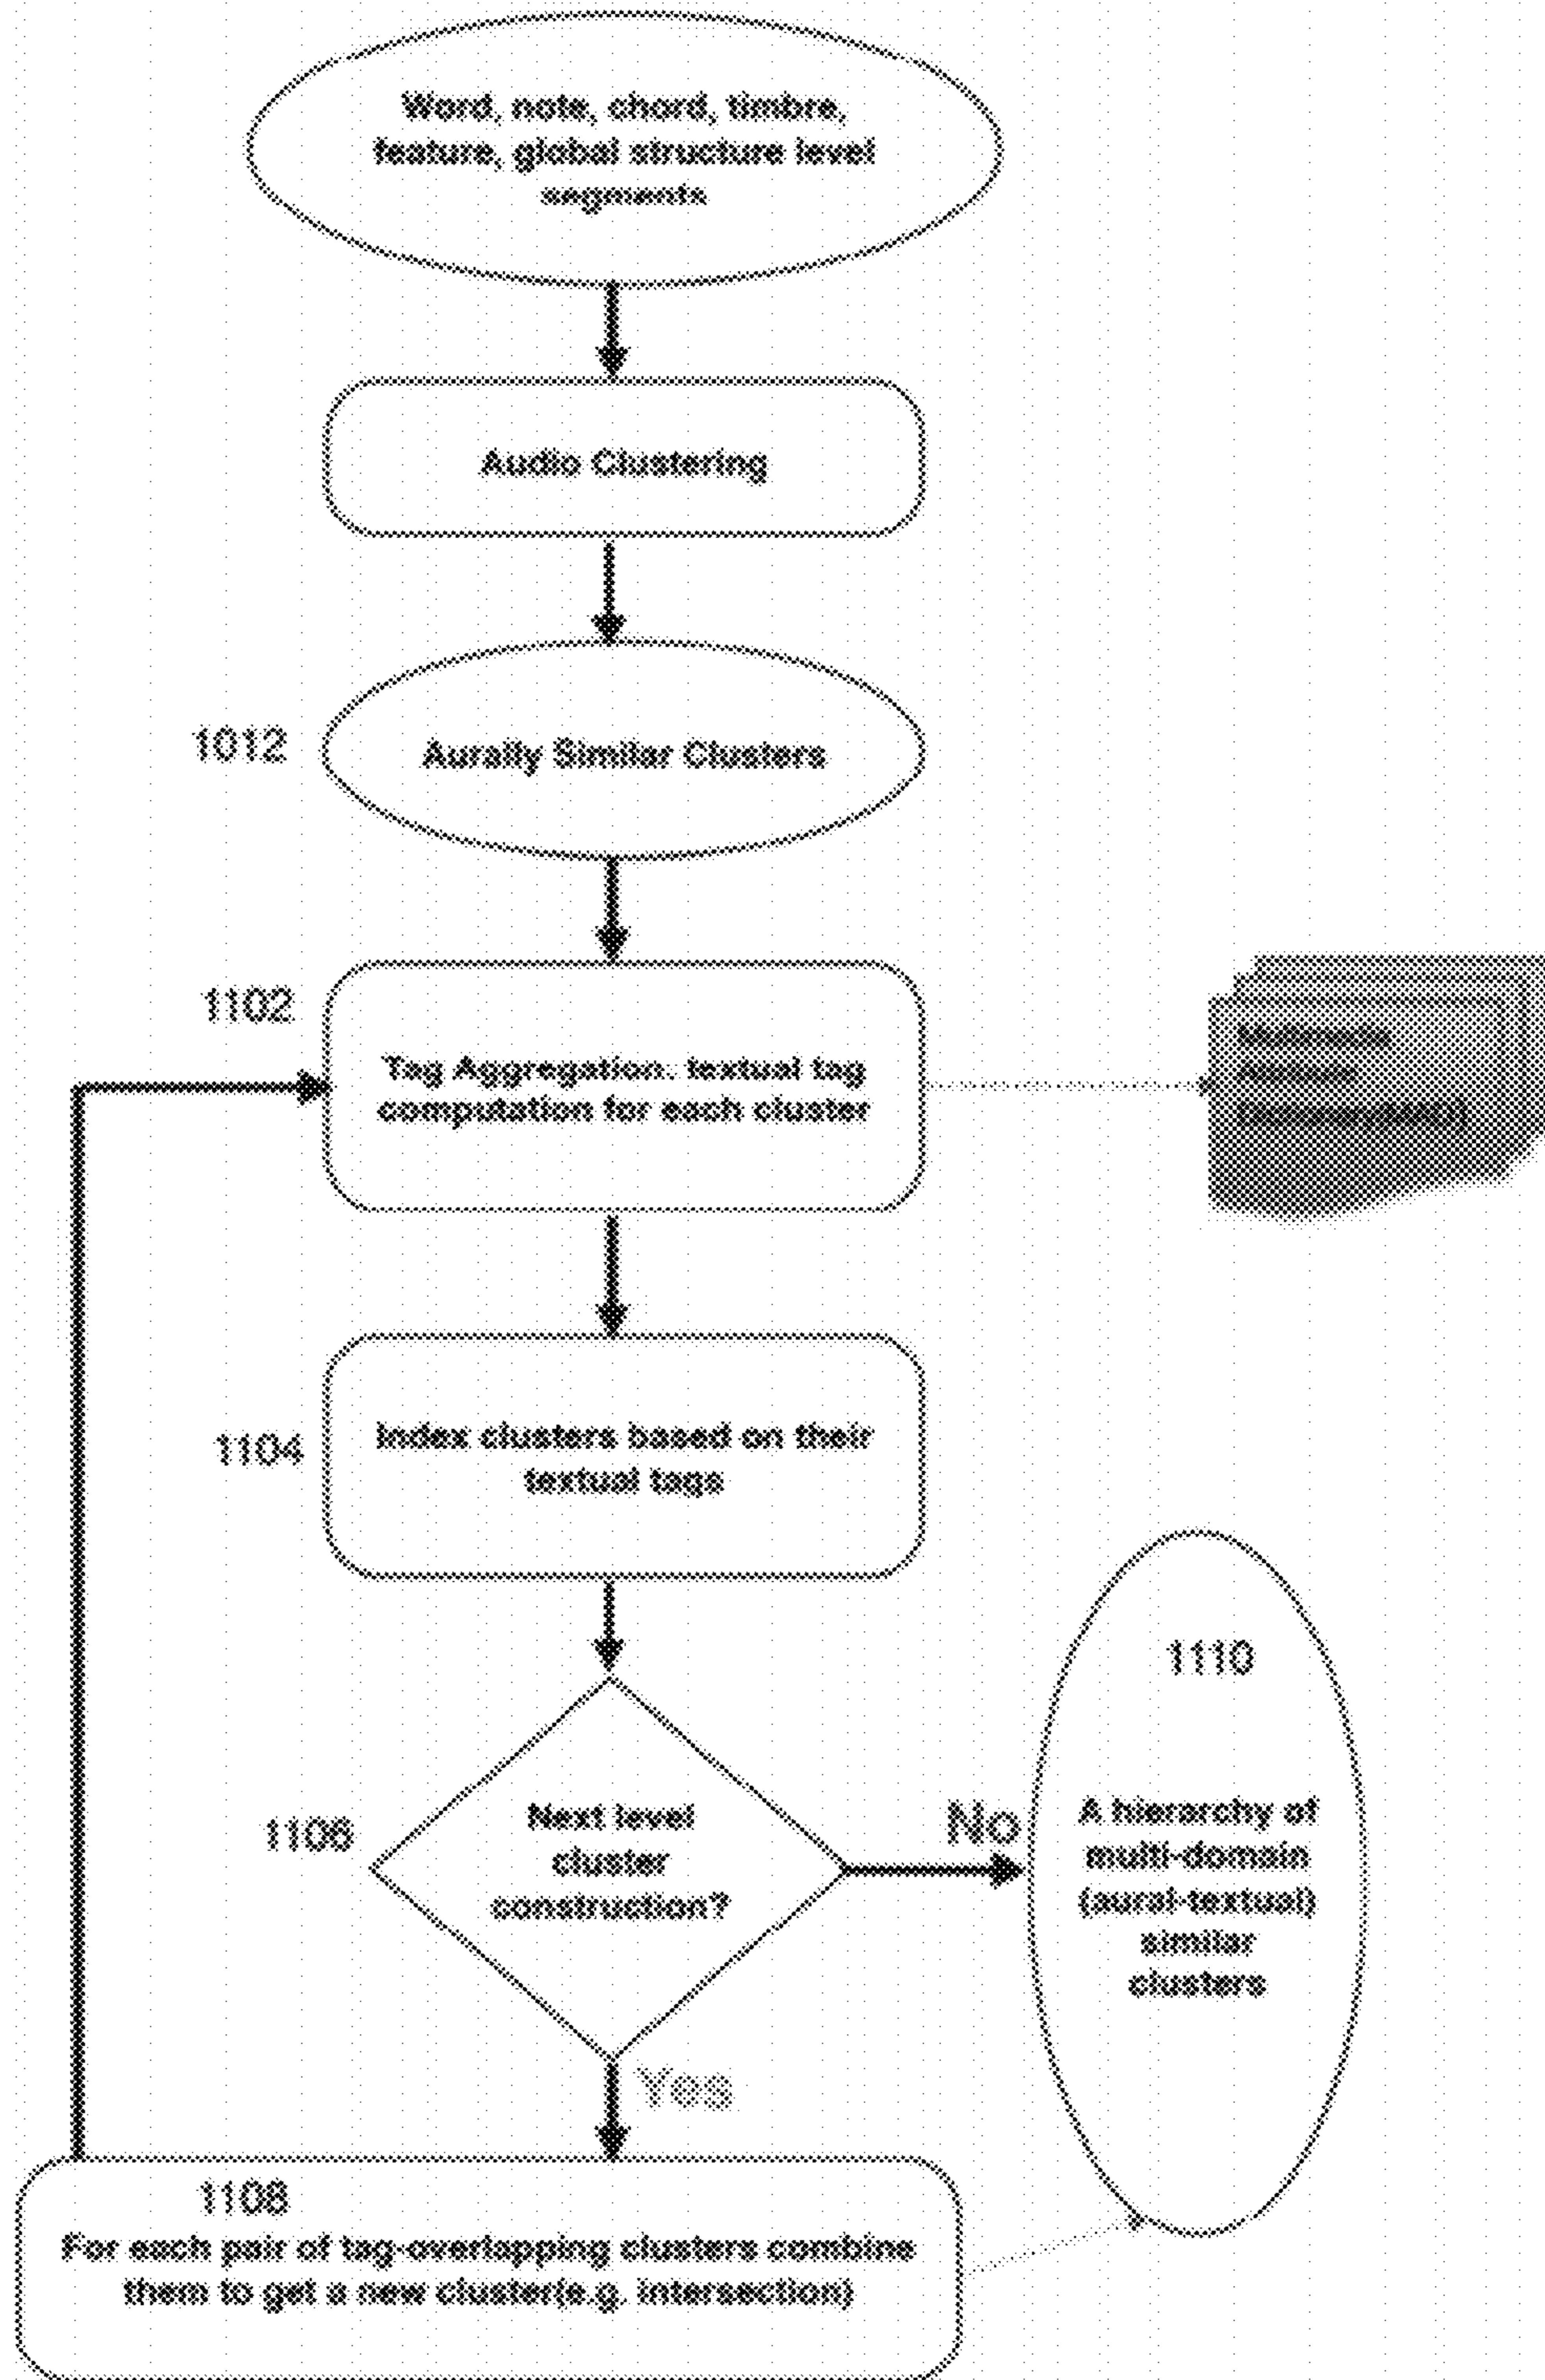 Word, note, chord, timbre,
feature, global structure level
segments
Audio Clustering
1012
Aurally Similar Clusters
1102
Tag Aggregation. textual tag
computation for each cluster
Multimedia
1104
Index clusters based on their
textual tags
1106
Next level
cluster
construction?
No
1110
A hierarchy of
multi-domain
(aural-textual)
similar
clusters
Yes
1108
For each pair of tag-overlapping clusters combine
them to get a new cluster(e.g. intersection)